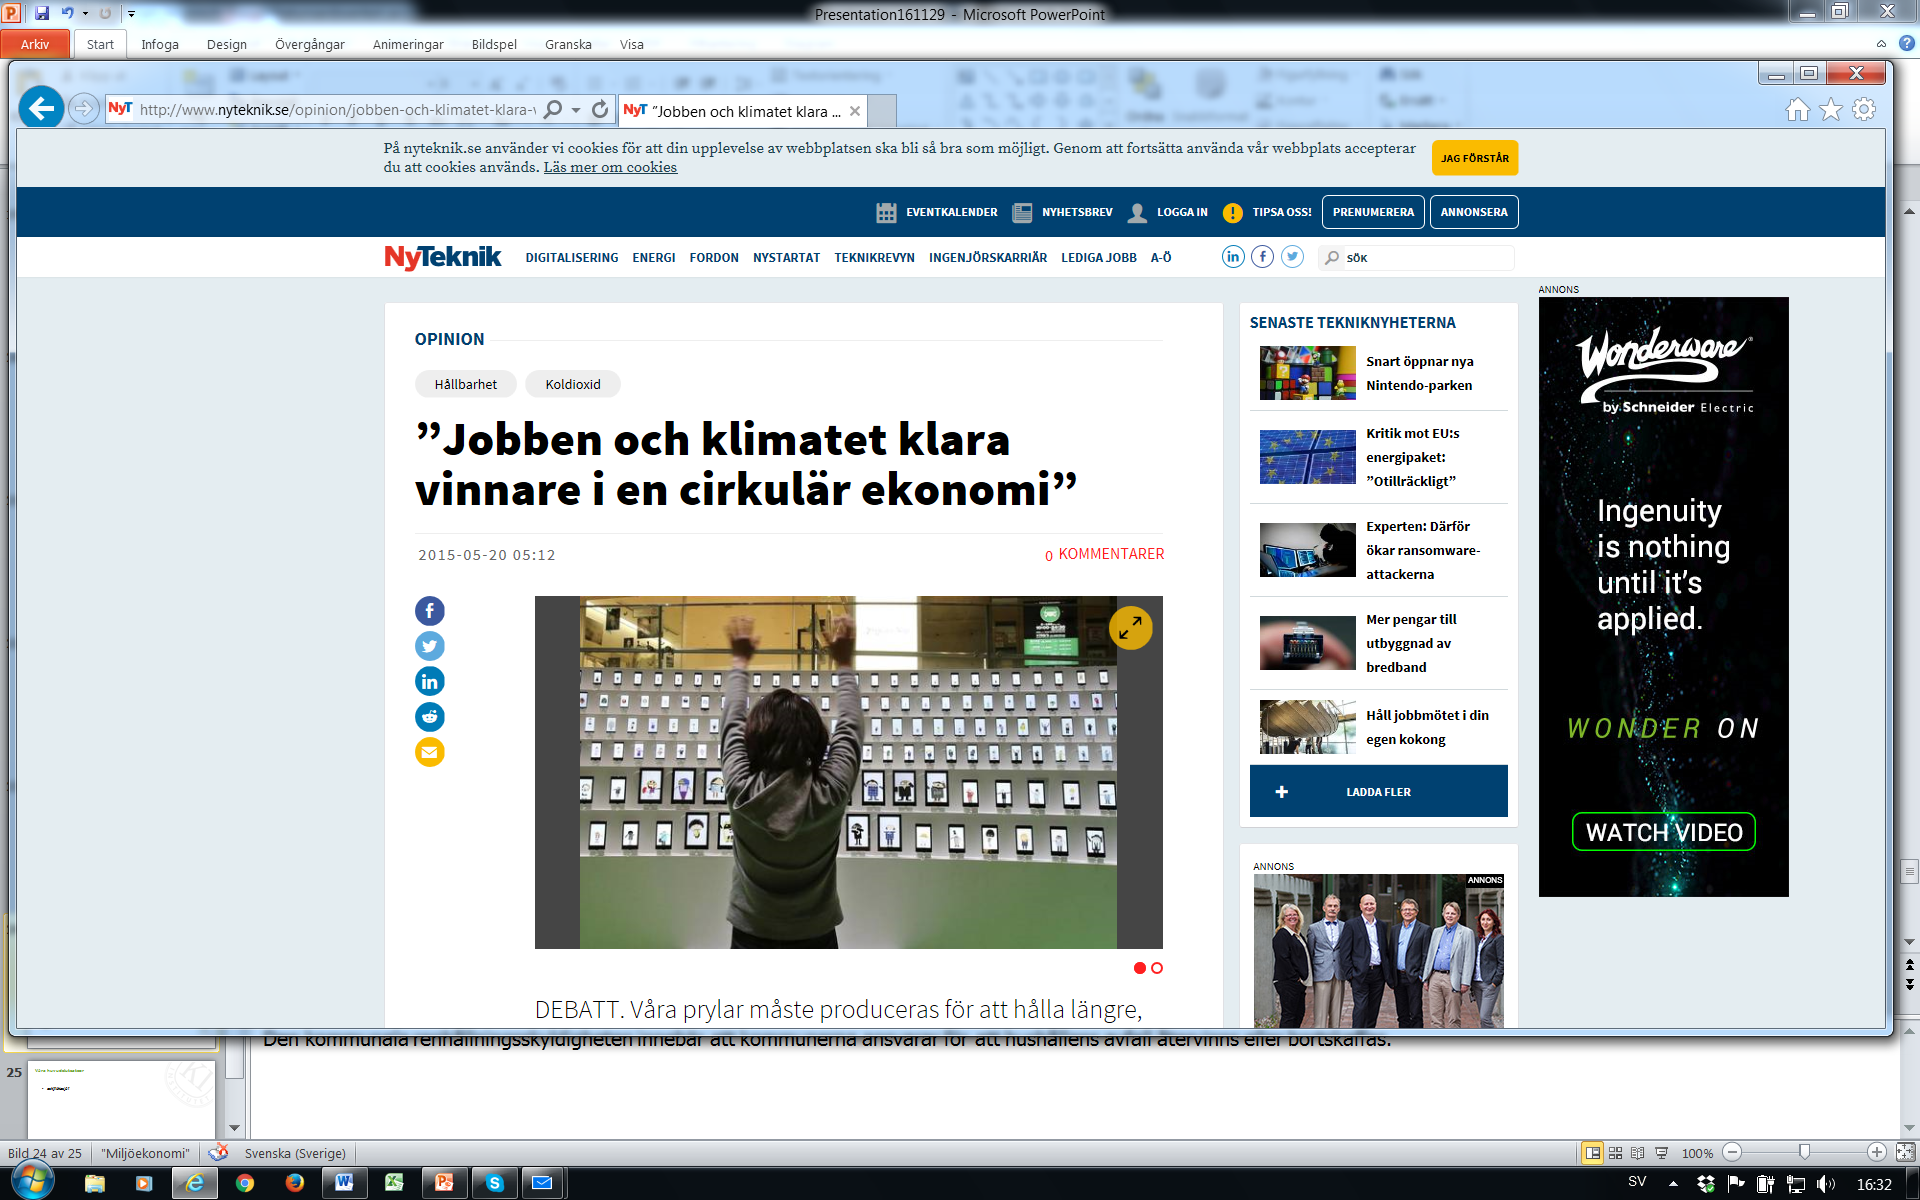 Presentation161129 - Microsoft PowerPoint
Arkiv Start Infoga Design Övergångar Animeringar Bildspel Granska Visa
http://www.nyteknik.se/opinion/jobben-och-klimatet-klara-v
NyT "Jobben och klimatet klara ...
På nyteknik.se använder vi cookies för att din upplevelse av webbplatsen ska bli så bra som möjligt. Genom att fortsätta använda vår webbplats accepterar
du att cookies används. Läs mer om cookies
JAG FÖRSTÅR
EVENTKALENDER NYHETSBREV LOGGA IN TIPSA OSS! PRENUMERERA ANNONSERA
NyTeknik DIGITALISERING ENERGI FORDON NYSTARTAT TEKNIKREVYN INGENJÖRSKARRIÄR LEDIGA JOBB A-Ö SÖK
OPINION
Hållbarhet Koldioxid
”Jobben och klimatet klara
vinnare i en cirkulär ekonomi”
2015-05-20 05:12
0 KOMMENTARER
DEBATT. Våra prylar måste produceras för att hålla längre,
SENASTE TEKNIKNYHETERNA
Snart öppnar nya
Nintendo-parken
Kritik mot EU:s
energipaket:
”Otillräckligt”
Experten: Därför
ökar ransomware-
attackerna
Mer pengar till
utbyggnad av
bredband
Håll jobbmötet i din
egen kokong
LADDA FLER
ANNONS
ANNONS
ANNONS
Wonderware®
by Schneider Electric
Ingenuity
is nothing
until it's
applied.
WONDER ON
WATCH VIDEO
Den kommunala renhållningsskyldigheten innebär att kommunerna ansvarar för att hushållens avfall återvinns eller bortskaffas.
25
Bild 24 av 25 "Miljöekonomi" Svenska (Sverige) 100%
SV 16:32